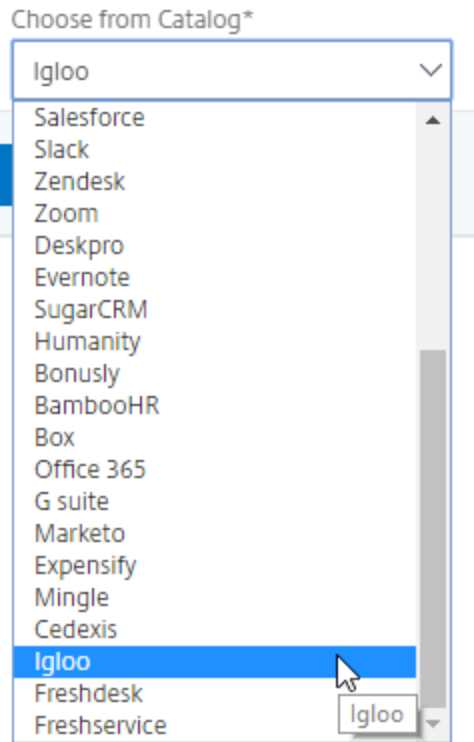 Choose from Catalog*
Igloo
Salesforce
Slack
Zendesk
Zoom
Deskpro
Evernote
SugarCRM
Humanity
Bonusly
BambooHR
Box
Office 365
G suite
Marketo
Expensify
Mingle
Cedexis
Igloo
Freshdesk
Igloo
Freshservice